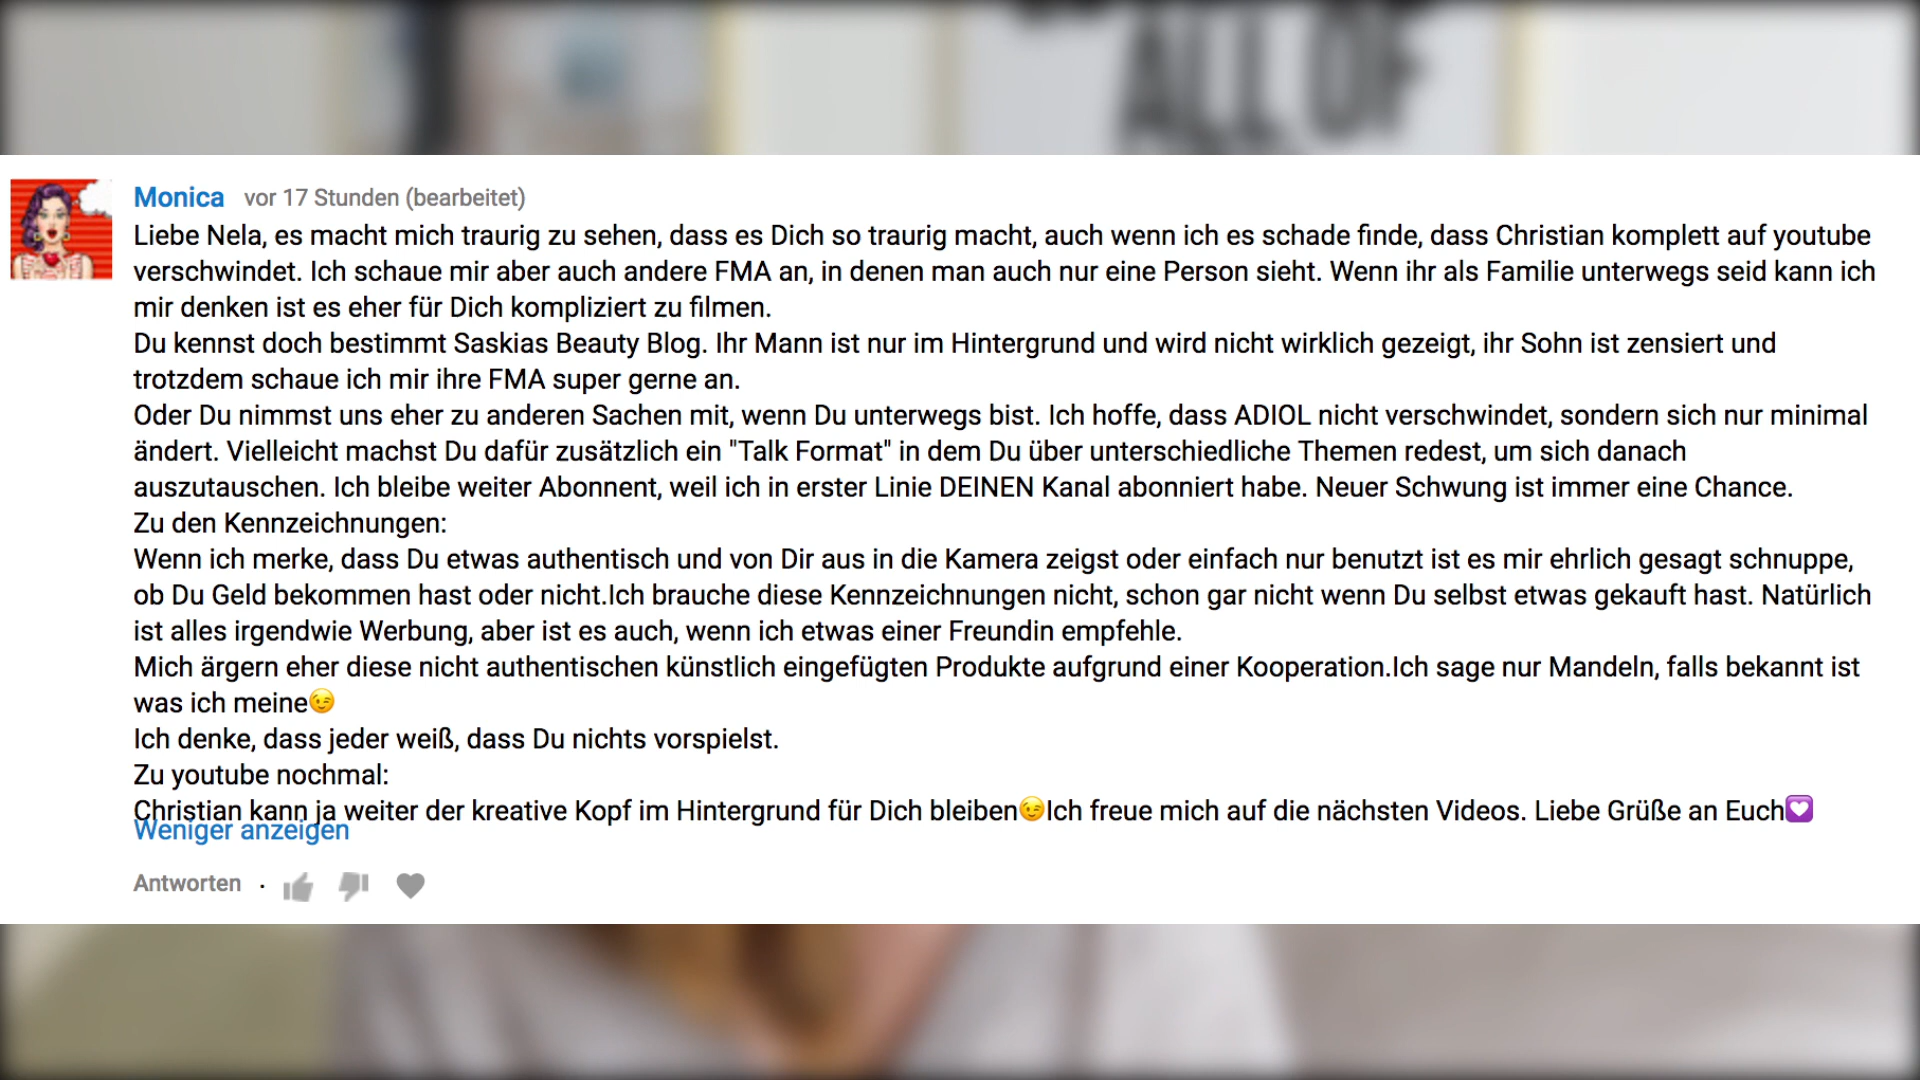 ALL OF
Monica vor 17 Stunden (bearbeitet)
Liebe Nela, es macht mich traurig zu sehen, dass es Dich so traurig macht, auch wenn ich es schade finde, dass Christian komplett auf youtube
verschwindet. Ich schaue mir aber auch andere FMA an, in denen man auch nur eine Person sieht. Wenn ihr als Familie unterwegs seid kann ich
mir denken ist es eher für Dich kompliziert zu filmen.
Du kennst doch bestimmt Saskias Beauty Blog. Ihr Mann ist nur im Hintergrund und wird nicht wirklich gezeigt, ihr Sohn ist zensiert und
trotzdem schaue ich mir ihre FMA super gerne an.
Oder Du nimmst uns eher zu anderen Sachen mit, wenn Du unterwegs bist. Ich hoffe, dass ADIOL nicht verschwindet, sondern sich nur minimal
ändert. Vielleicht machst Du dafür zusätzlich ein "Talk Format" in dem Du über unterschiedliche Themen redest, um sich danach
auszutauschen. Ich bleibe weiter Abonnent, weil ich in erster Linie DEINEN Kanal abonniert habe. Neuer Schwung ist immer eine Chance.
Zu den Kennzeichnungen:
Wenn ich merke, dass Du etwas authentisch und von Dir aus in die Kamera zeigst oder einfach nur benutzt ist es mir ehrlich gesagt schnuppe,
ob Du Geld bekommen hast oder nicht.Ich brauche diese Kennzeichnungen nicht, schon gar nicht wenn Du selbst etwas gekauft hast. Natürlich
ist alles irgendwie Werbung, aber ist es auch, wenn ich etwas einer Freundin empfehle.
Mich ärgern eher diese nicht authentischen künstlich eingefügten Produkte aufgrund einer Kooperation.Ich sage nur Mandeln, falls bekannt ist
was ich meine😉
Ich denke, dass jeder weiß, dass Du nichts vorspielst.
Zu youtube nochmal:
Christian kann ja weiter der kreative Kopf im Hintergrund für Dich bleiben😉Ich freue mich auf die nächsten Videos. Liebe Grüße an Euch💟
Weniger anzeigen
Antworten ·